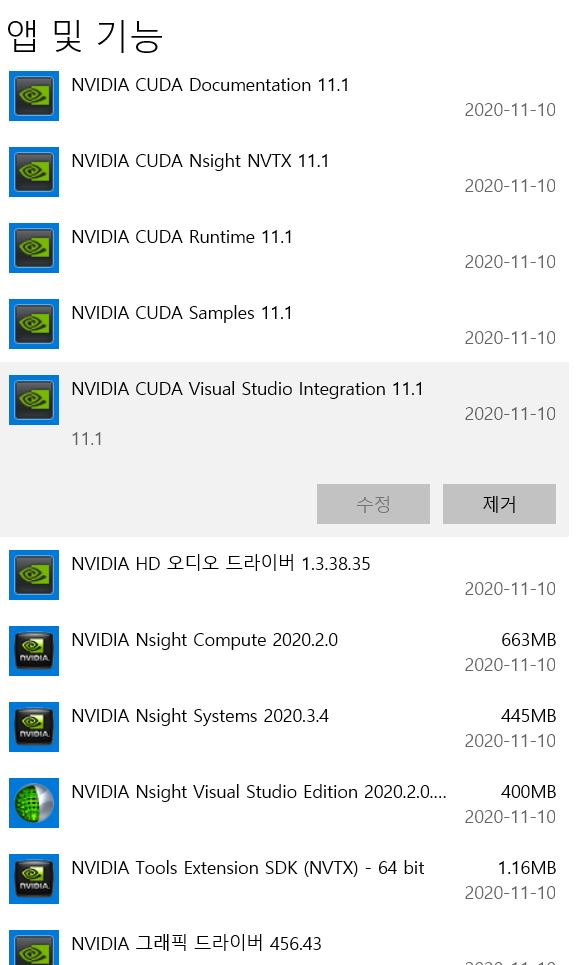 앱 및 기능
NVIDIA CUDA Documentation 11.1
2020-11-10
NVIDIA CUDA Nsight NVTX 11.1
2020-11-10
NVIDIA CUDA Runtime 11.1
2020-11-10
NVIDIA CUDA Samples 11.1
2020-11-10
NVIDIA CUDA Visual Studio Integration 11.1
2020-11-10
11.1
수정 제거
NVIDIA HD 오디오 드라이버 1.3.38.35
2020-11-10
NVIDIA Nsight Compute 2020.2.0 663MB
2020-11-10
NVIDIA Nsight Systems 2020.3.4 445MB
2020-11-10
NVIDIA Nsight Visual Studio Edition 2020.2.0.... 400MB
2020-11-10
NVIDIA Tools Extension SDK (NVTX) - 64 bit 1.16MB
2020-11-10
NVIDIA 그래픽 드라이버 456.43